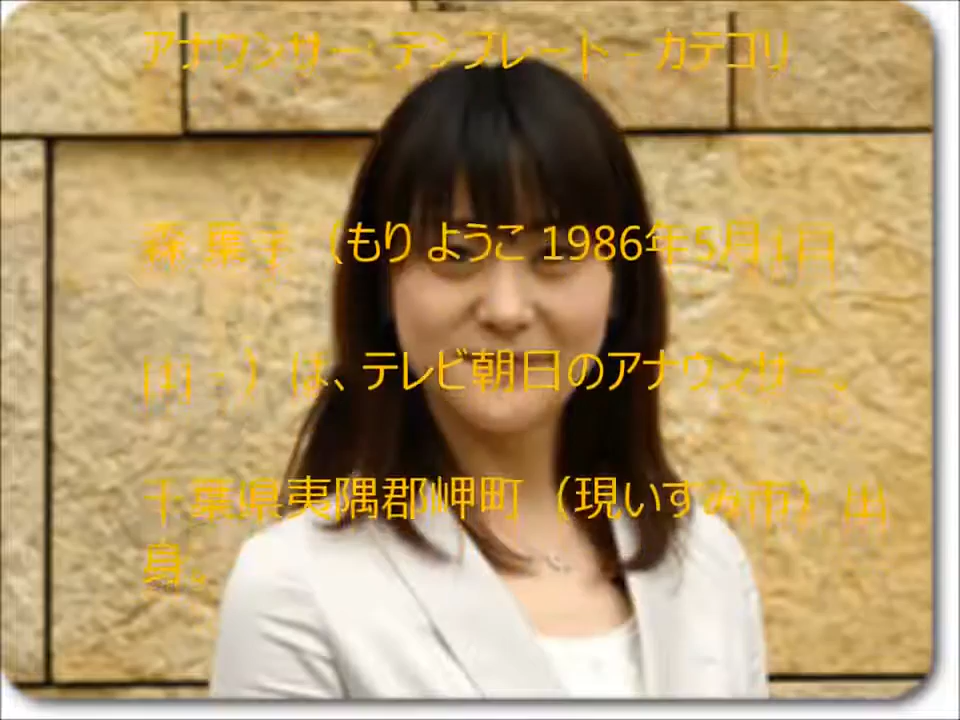 アナウンサー: テンプレート - カテゴリ
森 葉子（もり ようこ 1986年5月1日
[1] - ）は、テレビ朝日のアナウンサー。
千葉県夷隅郡岬町（現いすみ市）出
身。